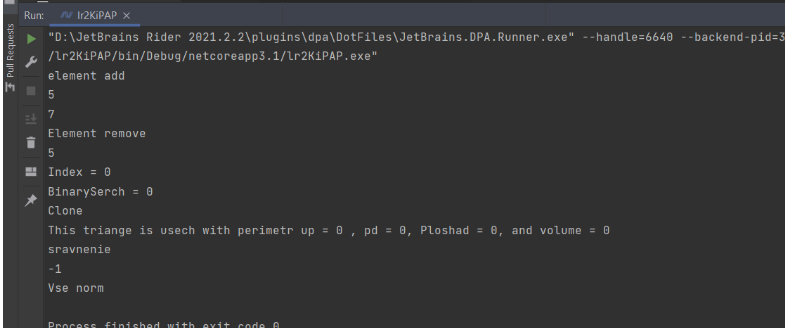 Run: lr2KiPAP ×
Pull Requests
"D:\JetBrains Rider 2021.2.2\plugins\dpa\DotFiles\JetBrains.DPA.Runner.exe" --handle=6640 --backend-pid=3
/lr2KiPAP/bin/Debug/netcoreapp3.1/lr2KiPAP.exe"
element add
5
7
Element remove
5
Index = 0
BinarySerch = 0
Clone
This triange is usech with perimetr up = 0 , pd = 0, Ploshad = 0, and volume = 0
sravnenie
-1
Vse norm
Process finished with exit code 0